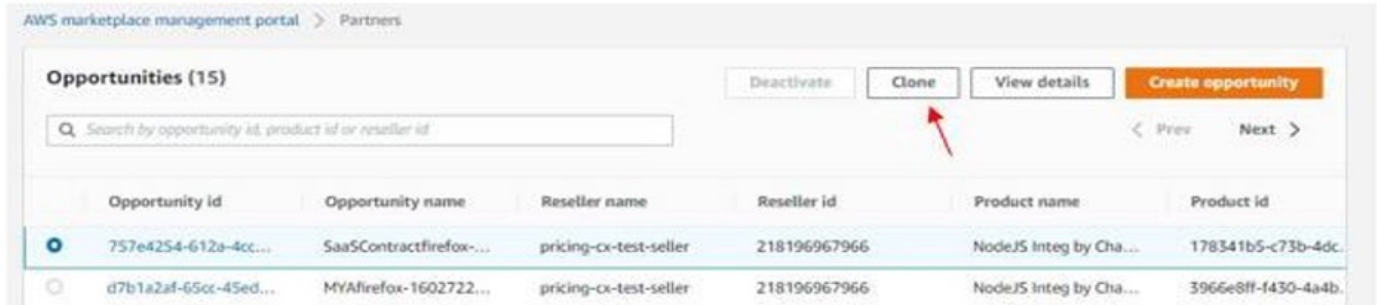 AWS marketplace management portal > Partners
Opportunities (15)
Deactivate Clone View details Create opportunity
Search by opportunity id, product id or reseller id
< Prev Next >
Opportunity id Opportunity name Reseller name Reseller id Product name Product id
757e4254-612a-4cc... SaaSContractfirefox-... pricing-cx-test-seller 218196967966 NodeJS Integ by Cha... 178341b5-c73b-4dc.
d7b1a2af-65cc-45ed... MYAfirefox-1602722... pricing-cx-test-seller 218196967966 NodeJS Integ by Cha... 3966e8ff-f430-4a4b.